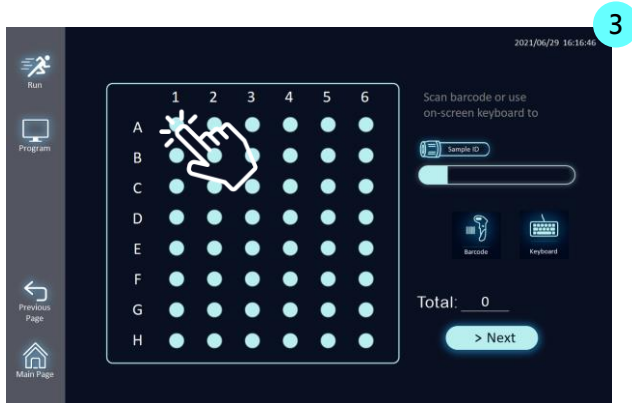 3
2021/06/29 16:16:46
Run
Program
Previous
Page
Main Page
1 2 3 4 5 6
A
B
C
D
E
F
G
H
Scan barcode or use
on-screen keyboard to
Sample ID
Barcode
Keyboard
Total: 0
> Next